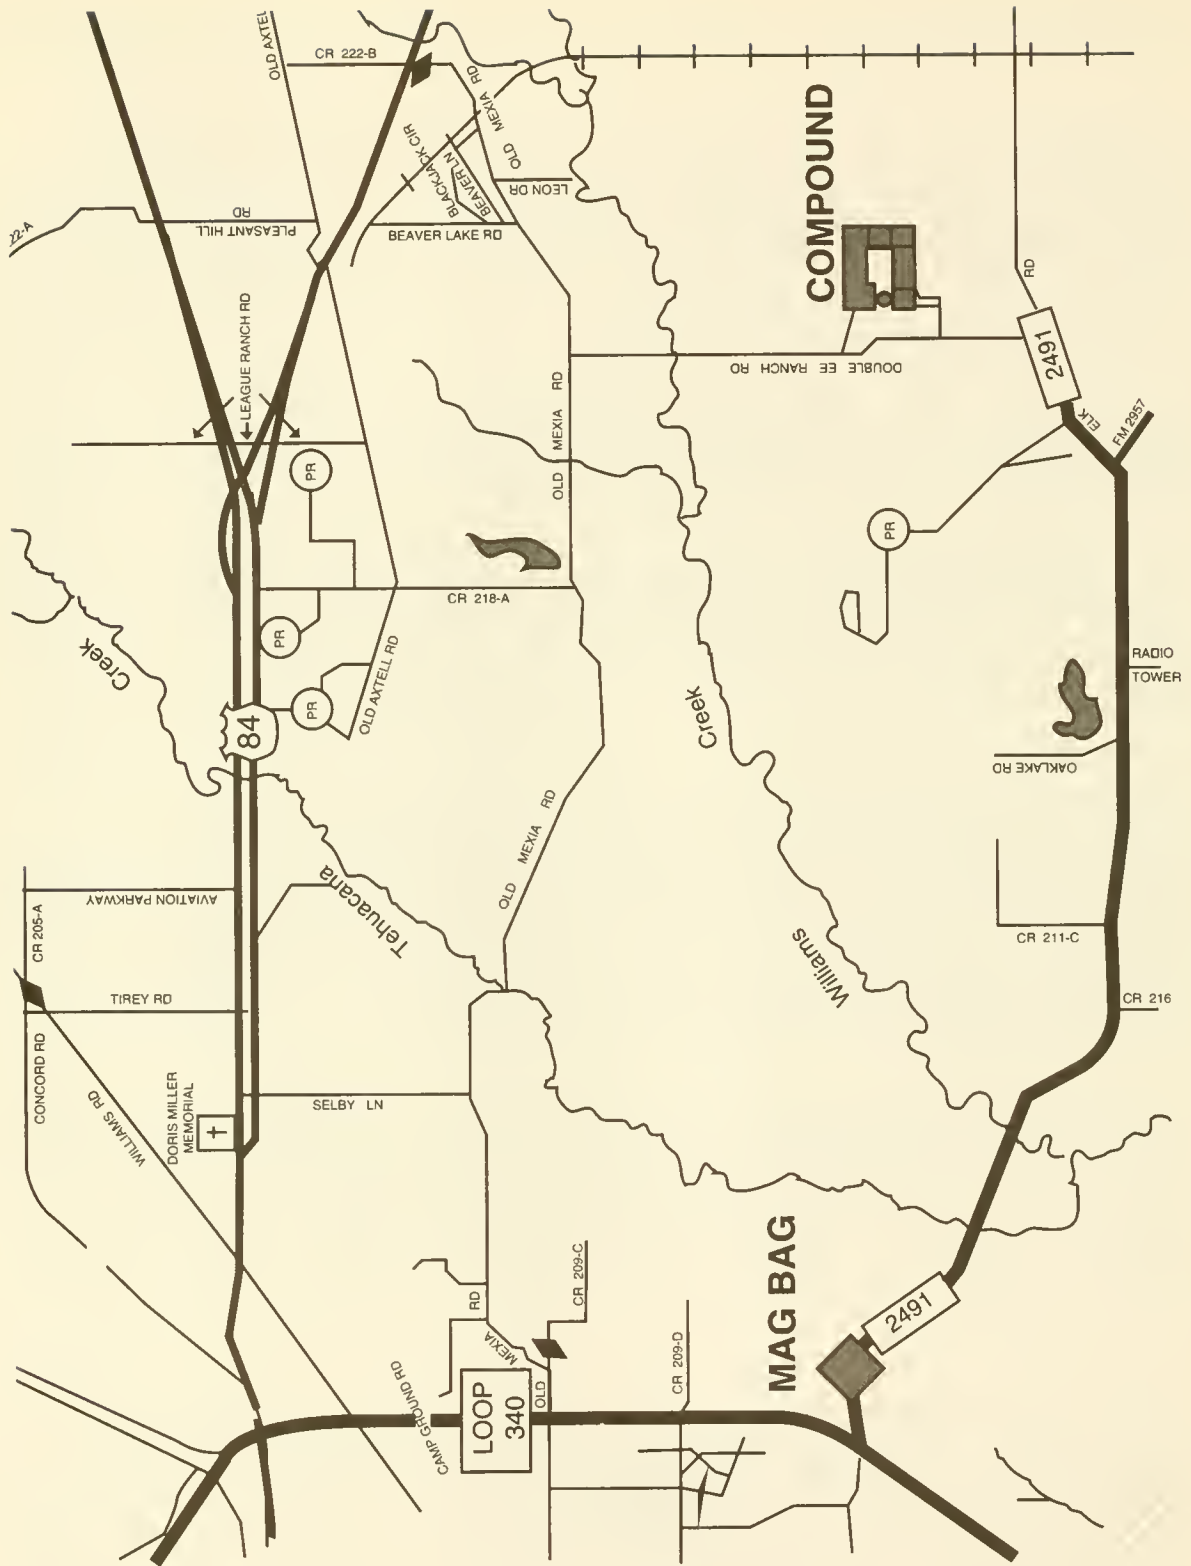 CR 222-B
OLD AXTEL
MEXIA RD
OLD
22-A
PLEASANT HILL
RD
BLACKJACK CIR
BEAVER LN
LEON DR
BEAVER LAKE RD
COMPOUND
LEAGUE RANCH RD
RD
DOUBLE EE RANCH RD
2491
ELK
FM 2957
OLD MEXIA RD
PR
PR
PR
PR
CR 218-A
OLD AXTELL RD
Creek
84
RADIO
TOWER
OAKLAKE RD
Creek
OLD MEXIA RD
AVIATION PARKWAY
CR 205-A
Tehuacana
Williams
CR 211-C
CR 216
TIREY RD
CONCORD RD
WILLIAMS RD
DORIS MILLER
MEMORIAL
SELBY LN
MAG BAG
2491
CR 209-C
CR 209-D
RD
MEXIA
OLD
CAMP GROUND RD
LOOP
340